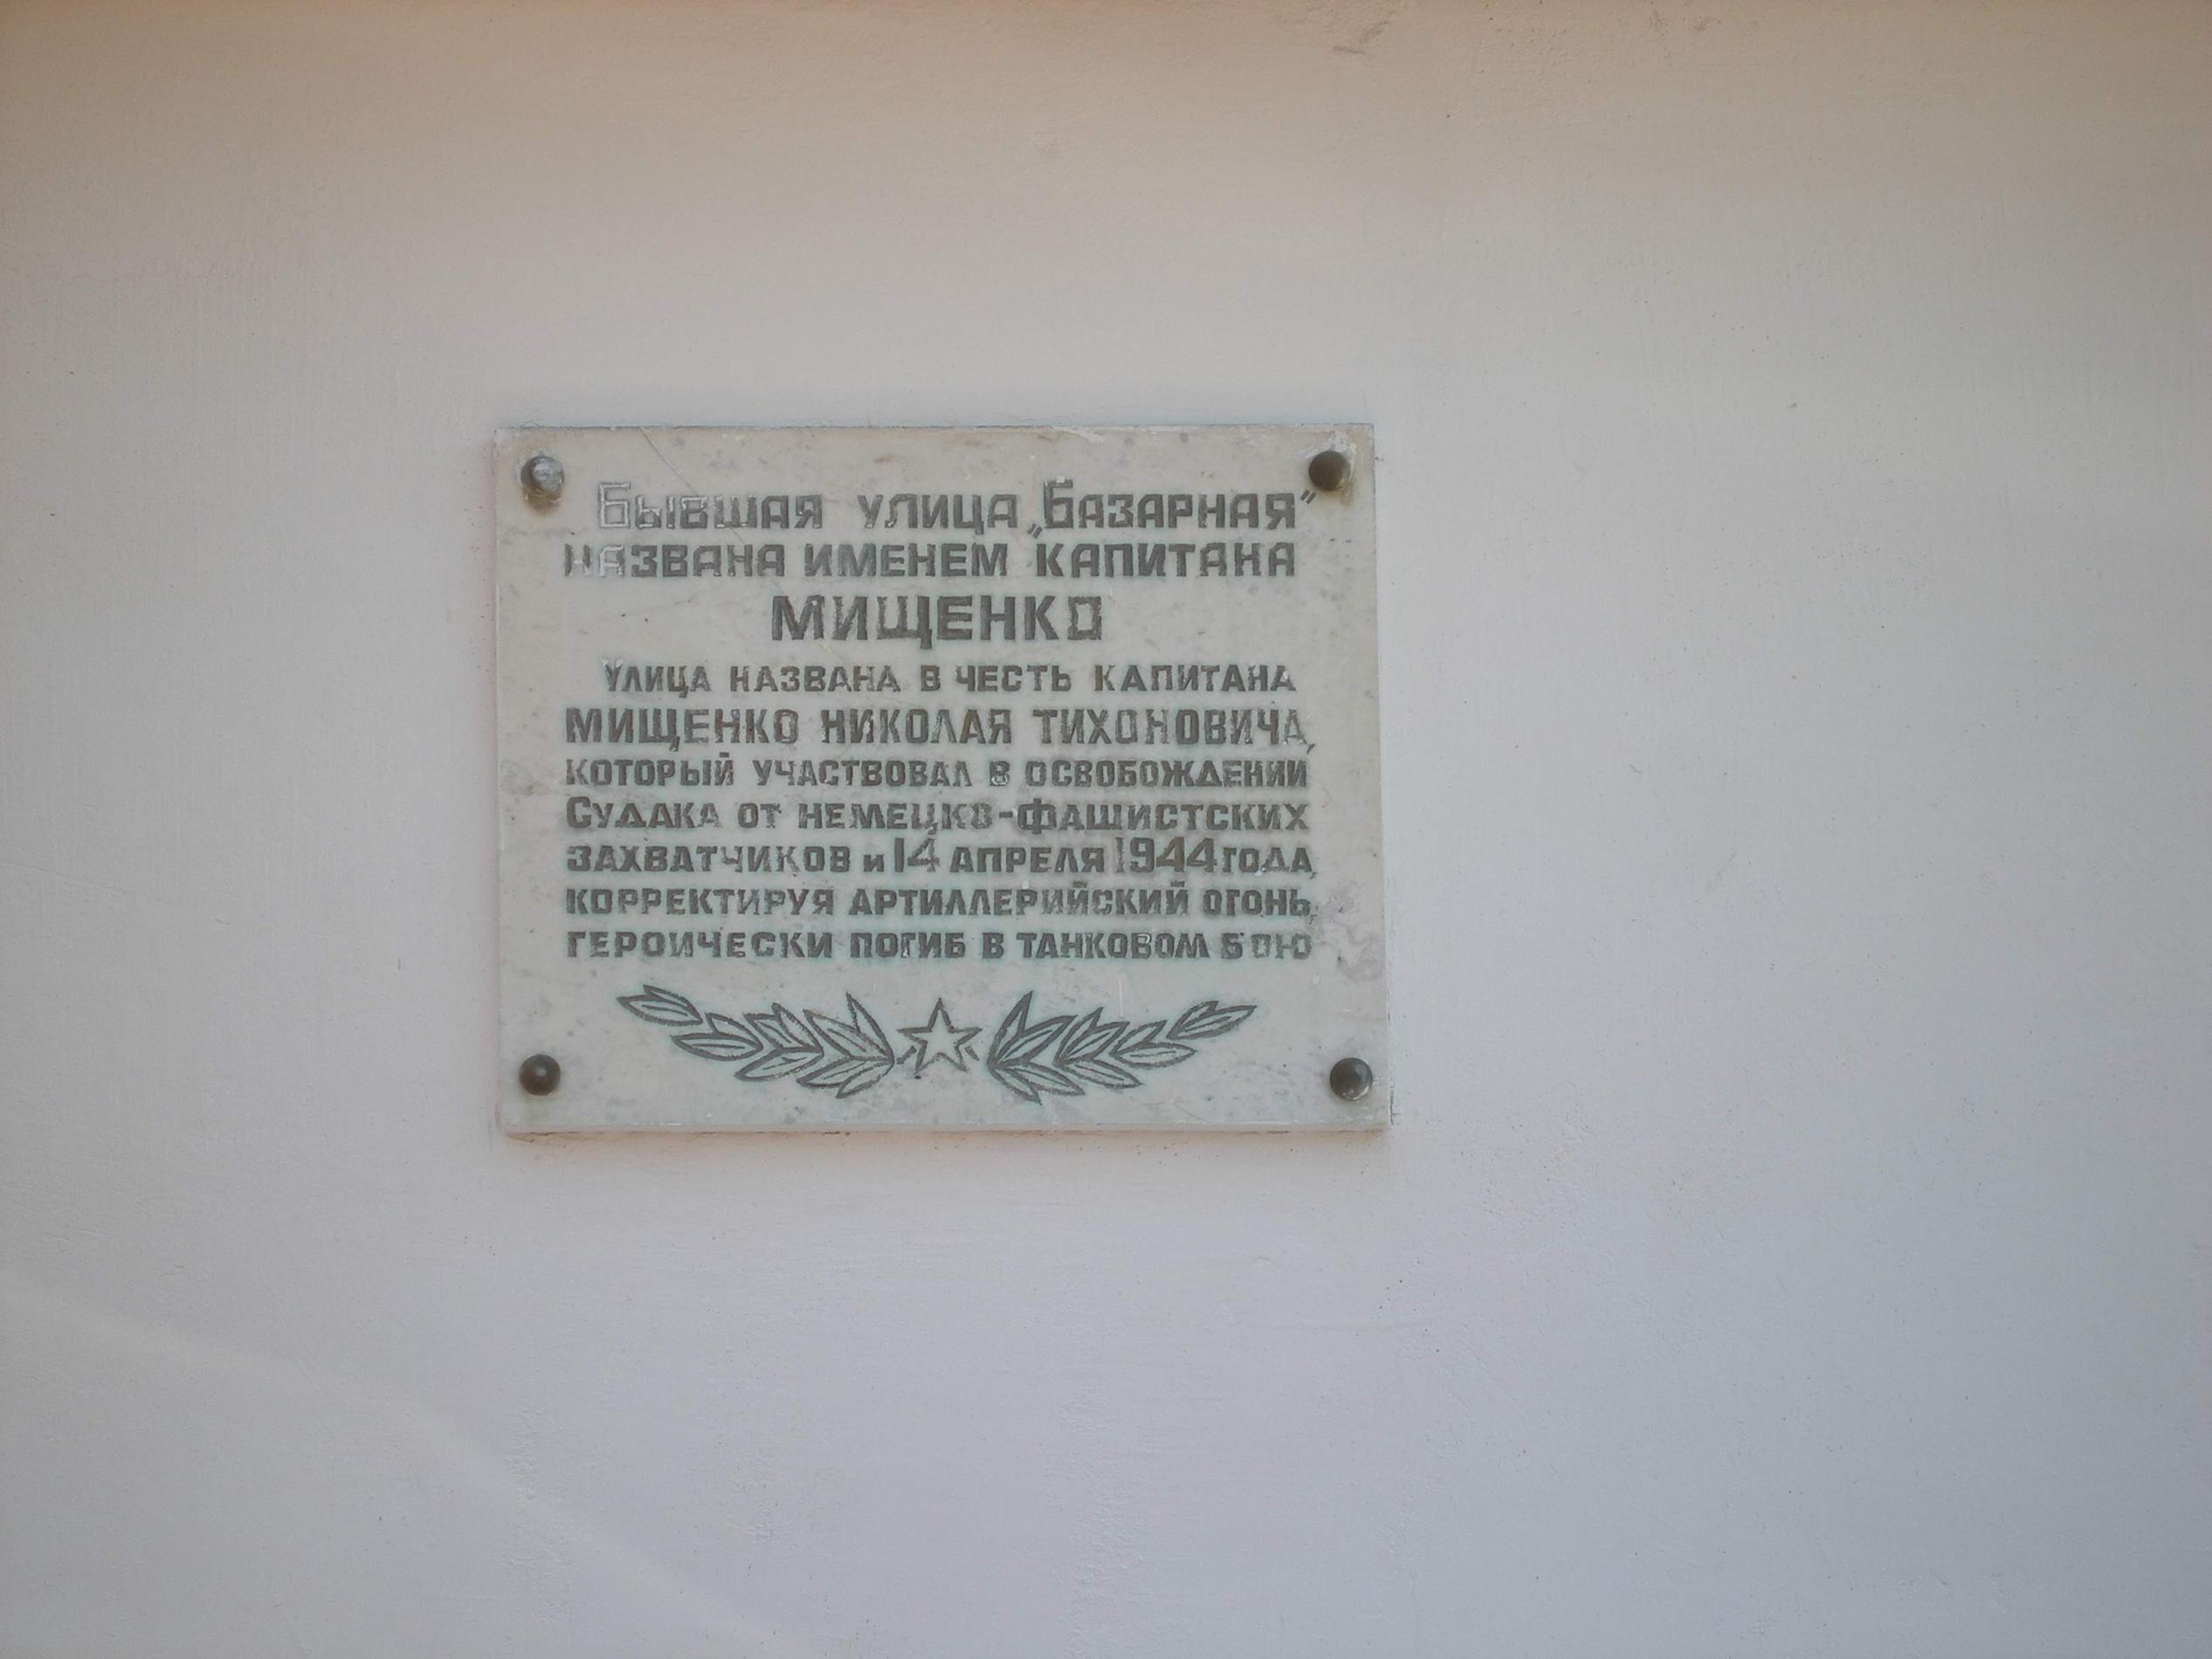 Бывшая улица „Базарная”
названа именем капитана
МИЩЕНКО
улица названа в честь капитана
МИЩЕНКО НИКОЛАЯ ТИХОНОВИЧА,
который участвовал в освобождении
Судака от немецко-фашистских
захватчиков и 14 апреля 1944 года,
корректируя артиллерийский огонь,
героически погиб в танковом бою